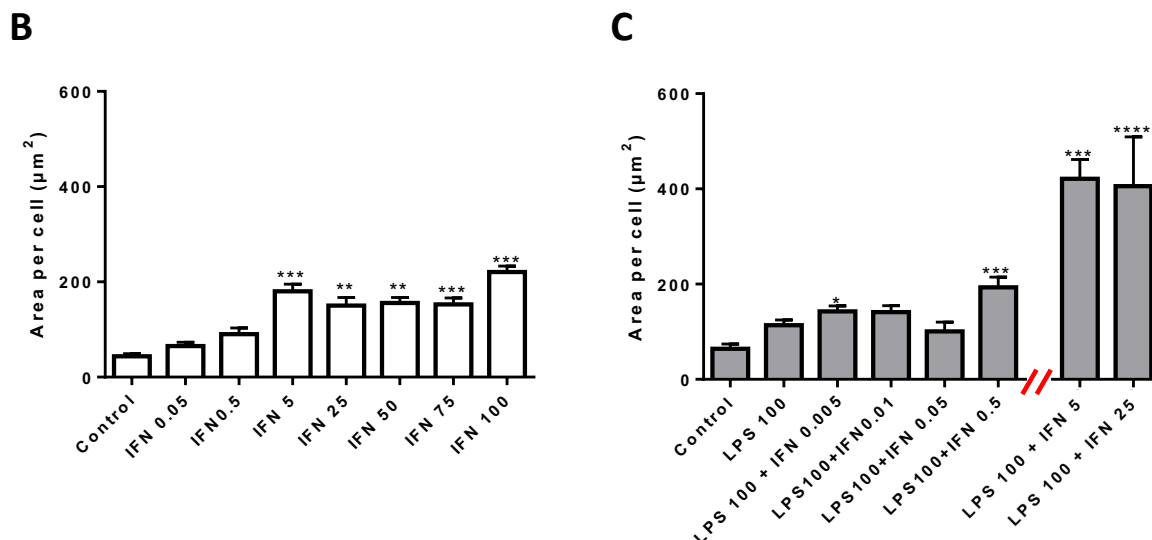 B
Area per cell (µm²)
600
400
200
0
***
**
**
***
***
Control
IFN 0.05
IFN0.5
IFN 5
IFN 25
IFN 50
IFN 75
IFN 100
C
Area per cell (µm²)
600
400
200
0
*
***
***
****
Control
LPS 100
LPS 100 + IFN 0.005
LPS100+IFN0.01
LPS100+IFN 0.05
LPS100+IFN 0.5
LPS 100 + IFN 5
LPS 100 + IFN 25